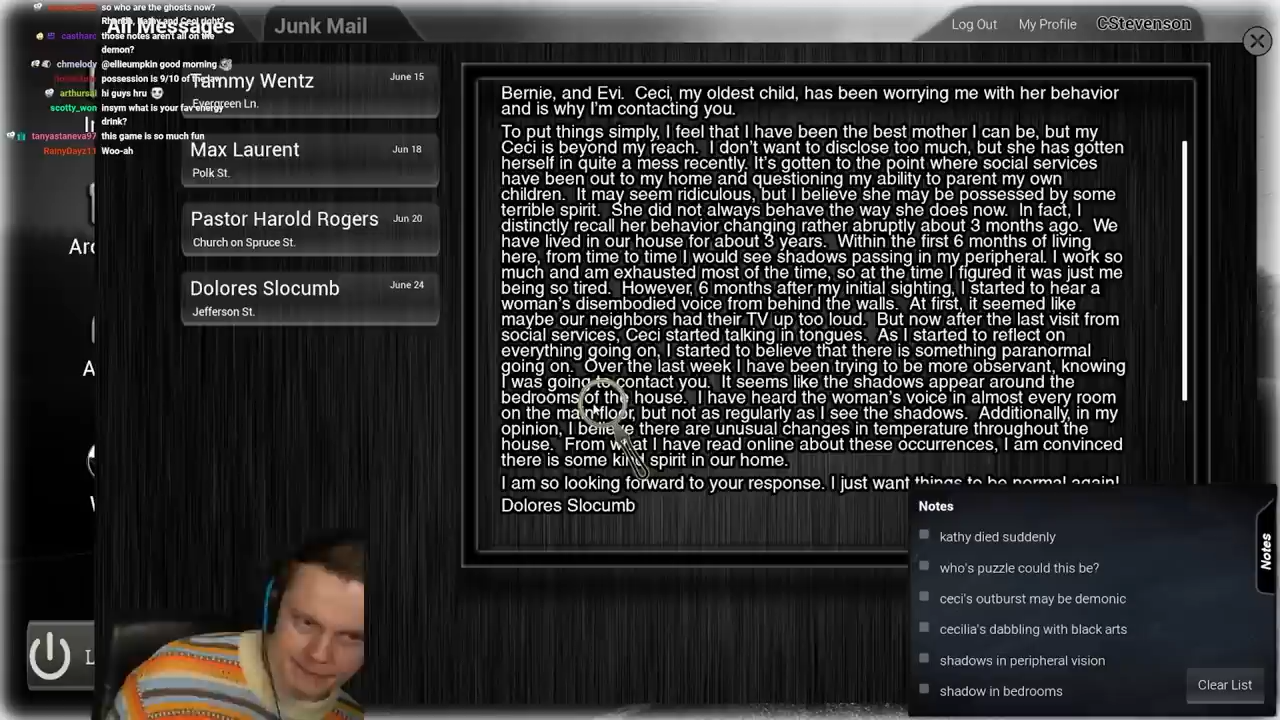 so who are the ghosts now?
Rhonda, Kathy and Ceci right?
those notes aren't all on the
demon?
chmelody @ellieumpkin good morning
possession is 9/10 of the law
hi guys hru
insym what is your fav energy
drink?
tanyastaneva97 this game is so much fun
RainyDayz11 Woo-ah
All Messages
Junk Mail
Log Out
My Profile
CStevenson
Tammy Wentz
June 15
Evergreen Ln.
Max Laurent
Jun 18
Polk St.
Pastor Harold Rogers
Jun 20
Church on Spruce St.
Dolores Slocumb
June 24
Jefferson St.
Bernie, and Evi. Ceci, my oldest child, has been worrying me with her behavior
and is why I'm contacting you.
To put things simply, I feel that I have been the best mother I can be, but my
Ceci is beyond my reach. I don't want to disclose too much, but she has gotten
herself in quite a mess recently. It's gotten to the point where social services
have been out to my home and questioning my ability to parent my own
children. It may seem ridiculous, but I believe she may be possessed by some
terrible spirit. She did not always behave the way she does now. In fact, I
distinctly recall her behavior changing rather abruptly about 3 months ago. We
have lived in our house for about 3 years. Within the first 6 months of living
here, from time to time I would see shadows passing in my peripheral. I work so
much and am exhausted most of the time, so at the time I figured it was just me
being so tired. However, 6 months after my initial sighting, I started to hear a
woman's disembodied voice from behind the walls. At first, it seemed like
maybe our neighbors had their TV up too loud. But now after the last visit from
social services, Ceci started talking in tongues. As I started to reflect on
everything going on, I started to believe that there is something paranormal
going on. Over the last week I have been trying to be more observant, knowing
I was going to contact you. It seems like the shadows appear around the
bedrooms of the house. I have heard the woman's voice in almost every room
on the main floor, but not as regularly as I see the shadows. Additionally, in my
opinion, I believe there are unusual changes in temperature throughout the
house. From what I have read online about these occurrences, I am convinced
there is some kind spirit in our home.
I am so looking forward to your response. I just want things to be normal again!
Dolores Slocumb
Notes
kathy died suddenly
who's puzzle could this be?
ceci's outburst may be demonic
cecilia's dabbling with black arts
shadows in peripheral vision
shadow in bedrooms
Clear List
Notes